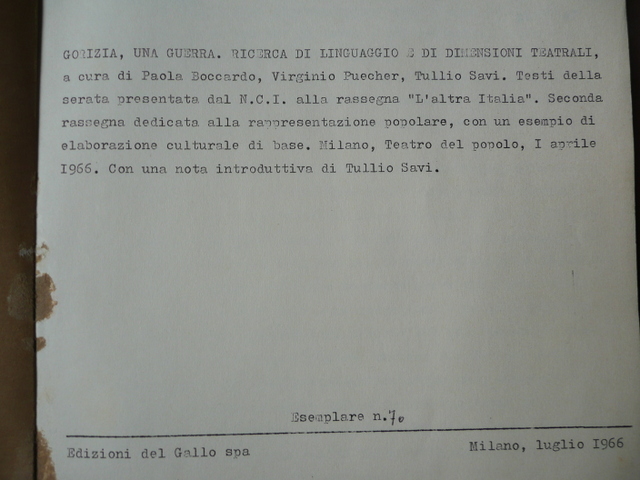 GORIZIA, UNA GUERRA. RICERCA DI LINGUAGGIO E DI DIMENSIONI TEATRALI,
a cura di Paola Boccardo, Virginio Puecher, Tullio Savi. Testi della
serata presentata dal N.C.I. alla rassegna "L'altra Italia". Seconda
rassegna dedicata alla rappresentazione popolare, con un esempio di
elaborazione culturale di base. Milano, Teatro del popolo, I aprile
I966. Con una nota introduttiva di Tullio Savi.
Esemplare n.70
Edizioni del Gallo spa
Milano, luglio I966